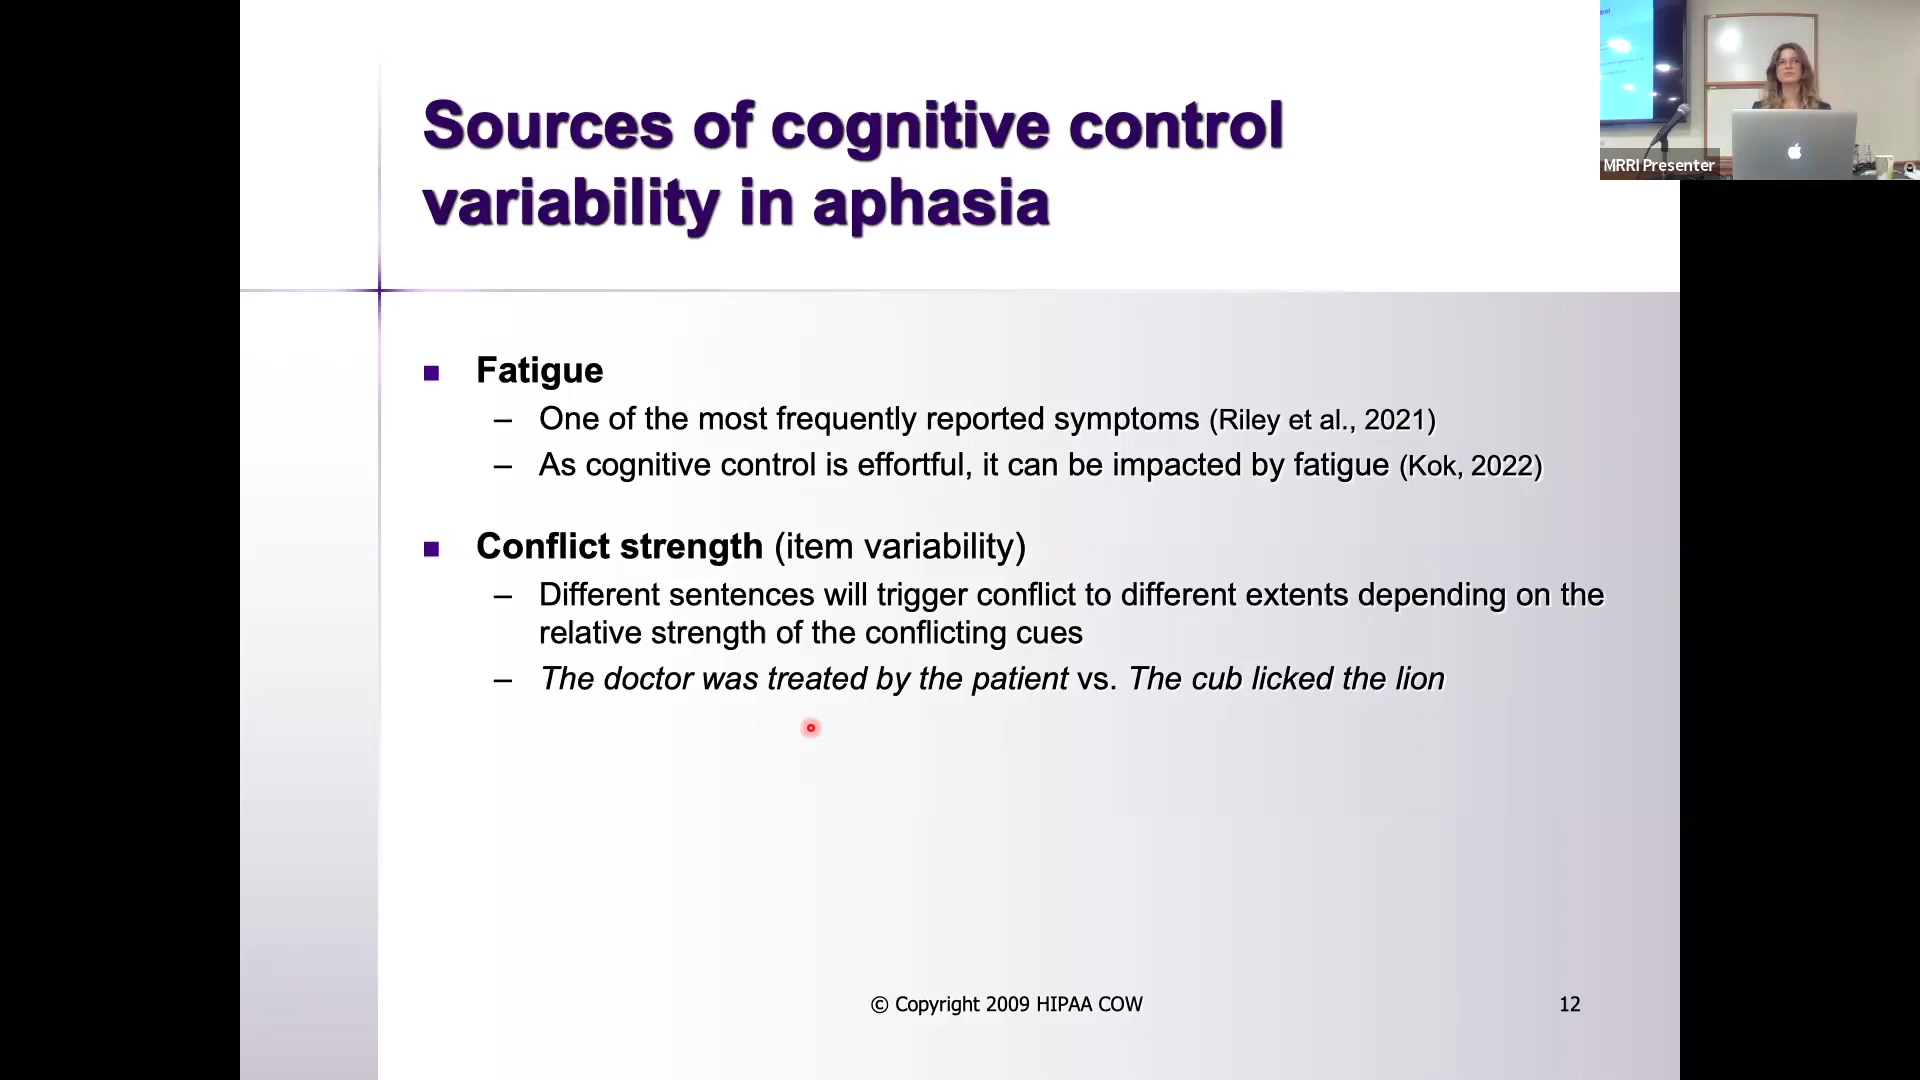 Sources of cognitive control
variability in aphasia
Fatigue
– One of the most frequently reported symptoms (Riley et al., 2021)
– As cognitive control is effortful, it can be impacted by fatigue (Kok, 2022)
Conflict strength (item variability)
– Different sentences will trigger conflict to different extents depending on the
relative strength of the conflicting cues
– The doctor was treated by the patient vs. The cub licked the lion
© Copyright 2009 HIPAA COW
12
MRRI Presenter